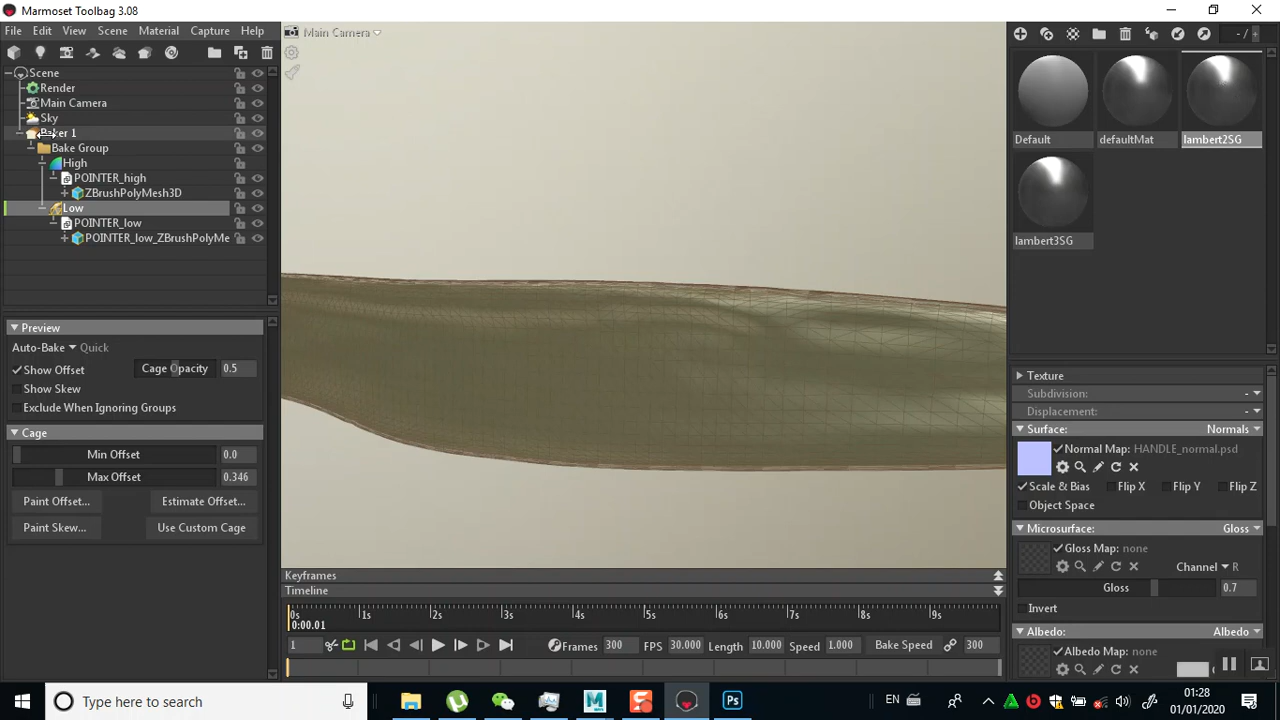 Marmoset Toolbag 3.08
File Edit View Scene Material Capture Help
Main Camera
- /
Scene
Render
Main Camera
Sky
Baker 1
Bake Group
High
POINTER_high
ZBrushPolyMesh3D
Low
POINTER_low
POINTER_low_ZBrushPolyMe
Default defaultMat lambert2SG
lambert3SG
Preview
Auto-Bake Quick
Show Offset Cage Opacity 0.5
Show Skew
Exclude When Ignoring Groups
Cage
Min Offset 0.0
Max Offset 0.346
Paint Offset... Estimate Offset...
Paint Skew... Use Custom Cage
Texture
Subdivision: -
Displacement: -
Surface: Normals
Normal Map: HANDLE_normal.psd
Scale & Bias Flip X Flip Y Flip Z
Object Space
Microsurface: Gloss
Gloss Map: none
Channel R
Gloss 0.7
Invert
Albedo: Albedo
Albedo Map: none
Keyframes
Timeline
0s 1s 2s 3s 4s 5s 6s 7s 8s 9s
0:00.01
1 Frames 300 FPS 30.000 Length 10.000 Speed 1.000 Bake Speed 300
Type here to search
Ps
EN
01:28
01/01/2020